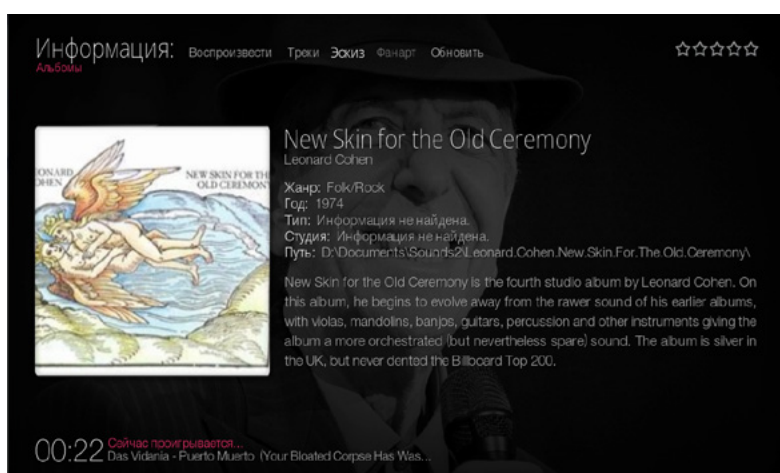 Информация: Воспроизвести Треки Эскиз Фанарт Обновить
Альбомы
New Skin for the Old Ceremony
Leonard Cohen
ONARD
OHEN
NEW SKIN FOR TH
OLD CEREMON
Жанр: Folk/Rock
Год: 1974
Тип: Информация не найдена.
Студия: Информация не найдена.
Путь: D:\Documents\Sounds2\Leonard.Cohen.New.Skin.For.The.Old.Ceremony\
New Skin for the Old Ceremony is the fourth studio album by Leonard Cohen. On
this album, he begins to evolve away from the rawer sound of his earlier albums,
with violas, mandolins, banjos, guitars, percussion and other instruments giving the
album a more orchestrated (but nevertheless spare) sound. The album is silver in
the UK, but never dented the Billboard Top 200.
00:22 Сейчас проигрывается...
Das Vidania - Puerto Muerto (Your Bloated Corpse Has Was...